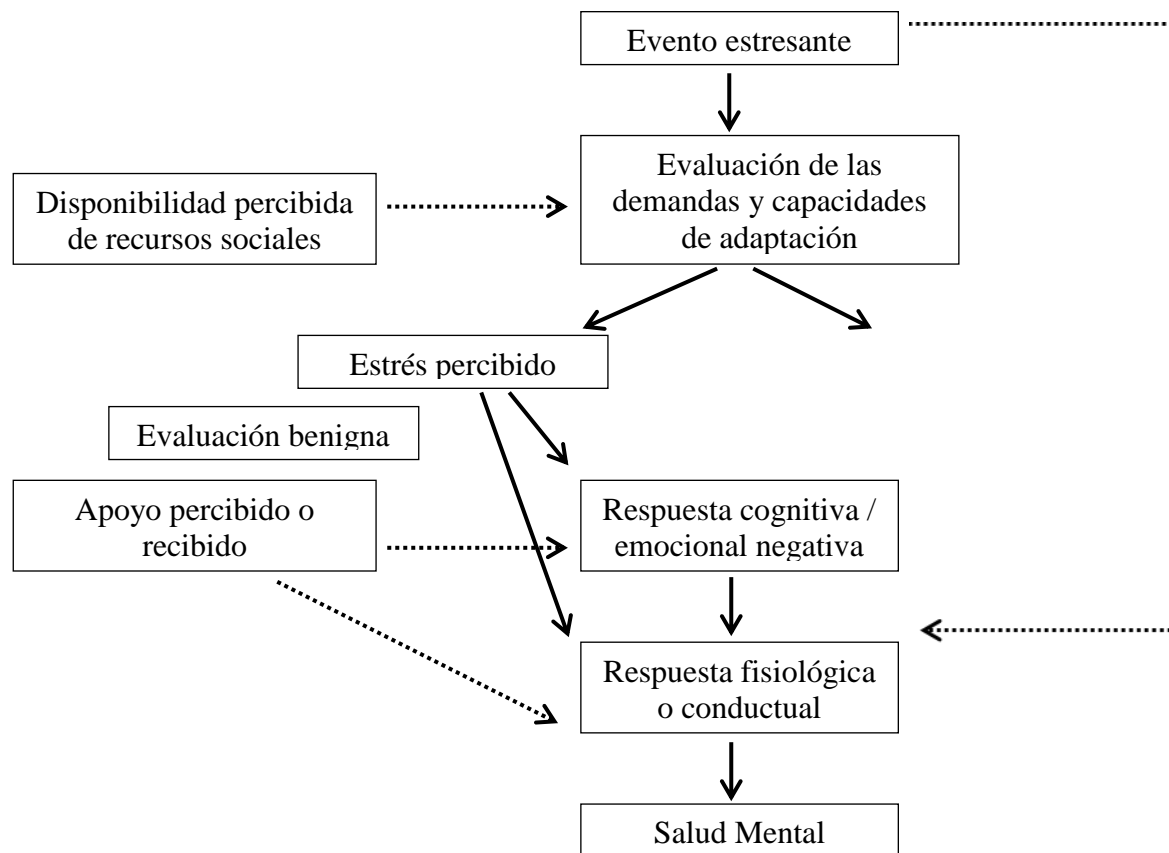 Evento estresante
Evaluación de las
demandas y capacidades
de adaptación
Disponibilidad percibida
de recursos sociales
Estrés percibido
Evaluación benigna
Apoyo percibido o
recibido
Respuesta cognitiva /
emocional negativa
Respuesta fisiológica
o conductual
Salud Mental